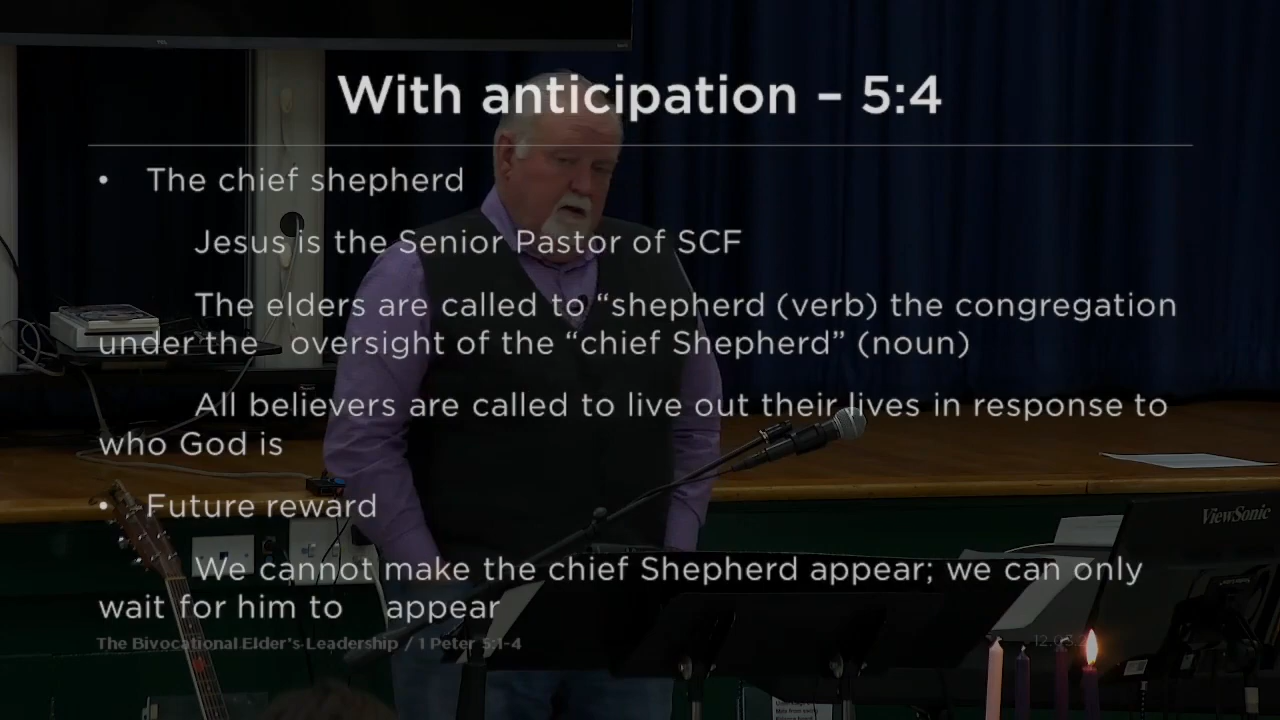 With anticipation – 5:4
• The chief shepherd
Jesus is the Senior Pastor of SCF
The elders are called to “shepherd (verb) the congregation
under the oversight of the “chief Shepherd” (noun)
All believers are called to live out their lives in response to
who God is
• Future reward
We cannot make the chief Shepherd appear; we can only
wait for him to appear
The Bivocational Elder's Leadership / 1 Peter 5:1-4
ViewSonic
TCL